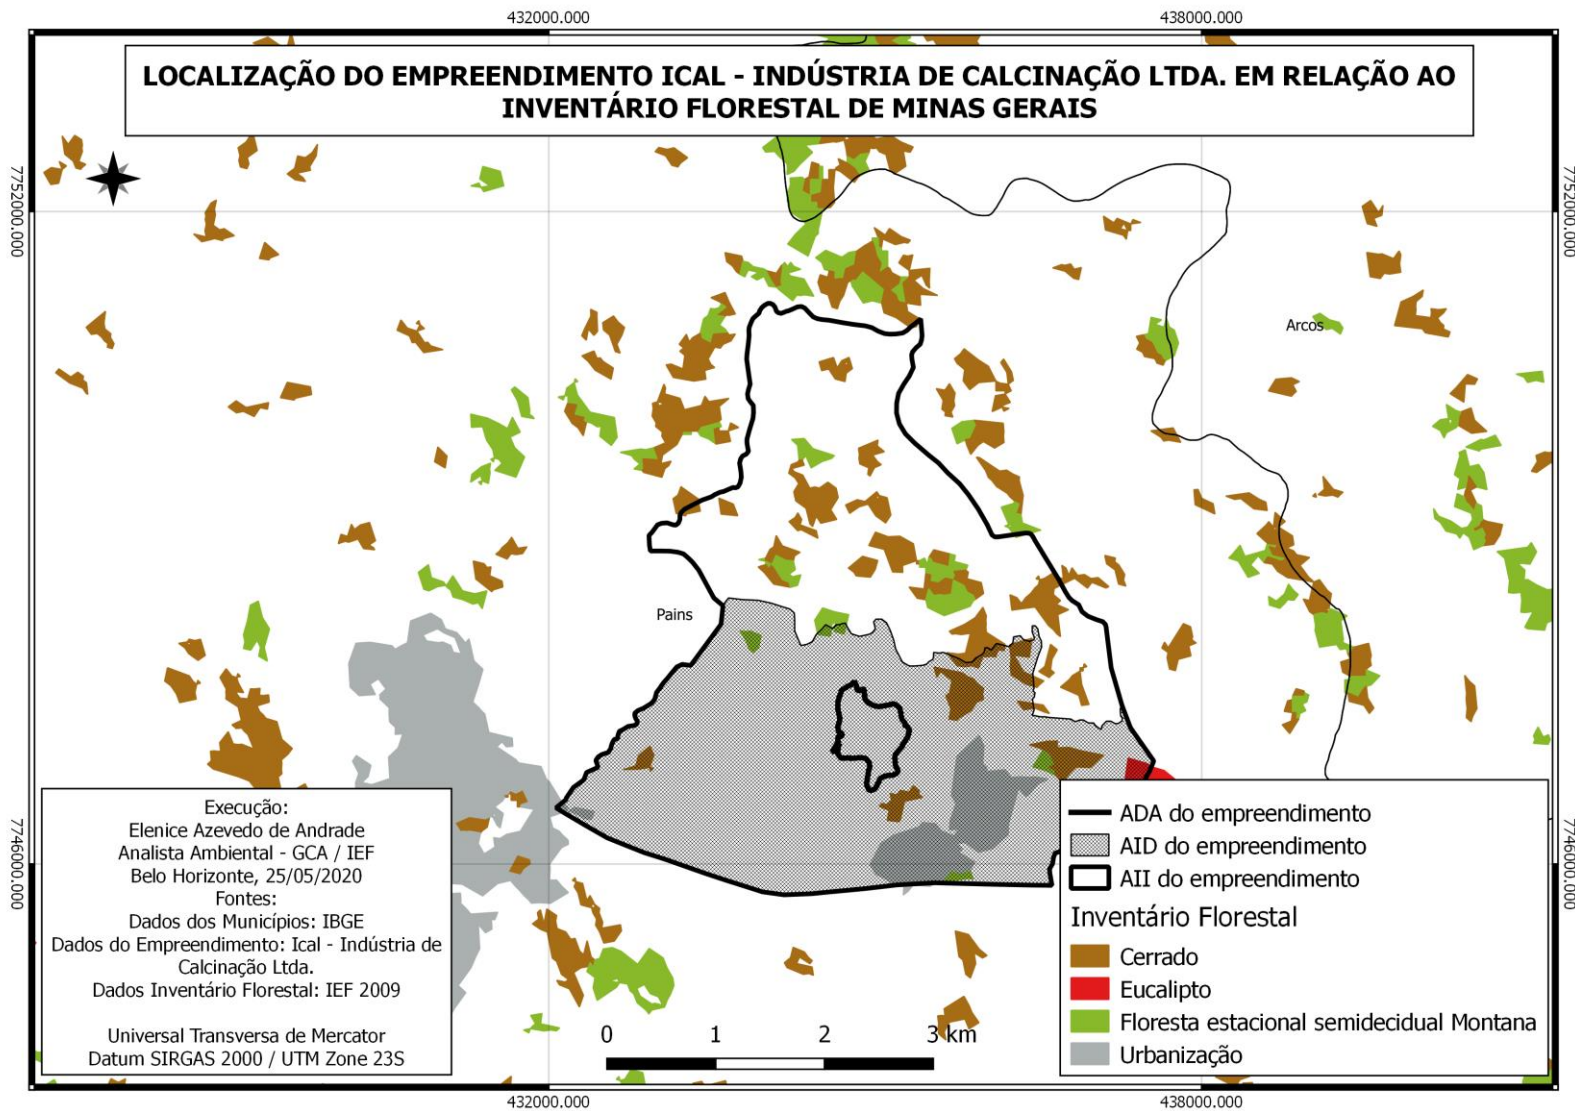 432000.000
438000.000
LOCALIZAÇÃO DO EMPREENDIMENTO ICAL - INDÚSTRIA DE CALCINAÇÃO LTDA. EM RELAÇÃO AO
INVENTÁRIO FLORESTAL DE MINAS GERAIS
7752000.000
7752000.000
Arcos
Pains
7746000.000
7746000.000
Execução:
Elenice Azevedo de Andrade
Analista Ambiental - GCA / IEF
Belo Horizonte, 25/05/2020
Fontes:
Dados dos Municípios: IBGE
Dados do Empreendimento: Ical - Indústria de
Calcinação Ltda.
Dados Inventário Florestal: IEF 2009
Universal Transversa de Mercator
Datum SIRGAS 2000 / UTM Zone 23S
0 1 2 3 km
ADA do empreendimento
AID do empreendimento
AII do empreendimento
Inventário Florestal
Cerrado
Eucalipto
Floresta estacional semidecidual Montana
Urbanização
432000.000
438000.000